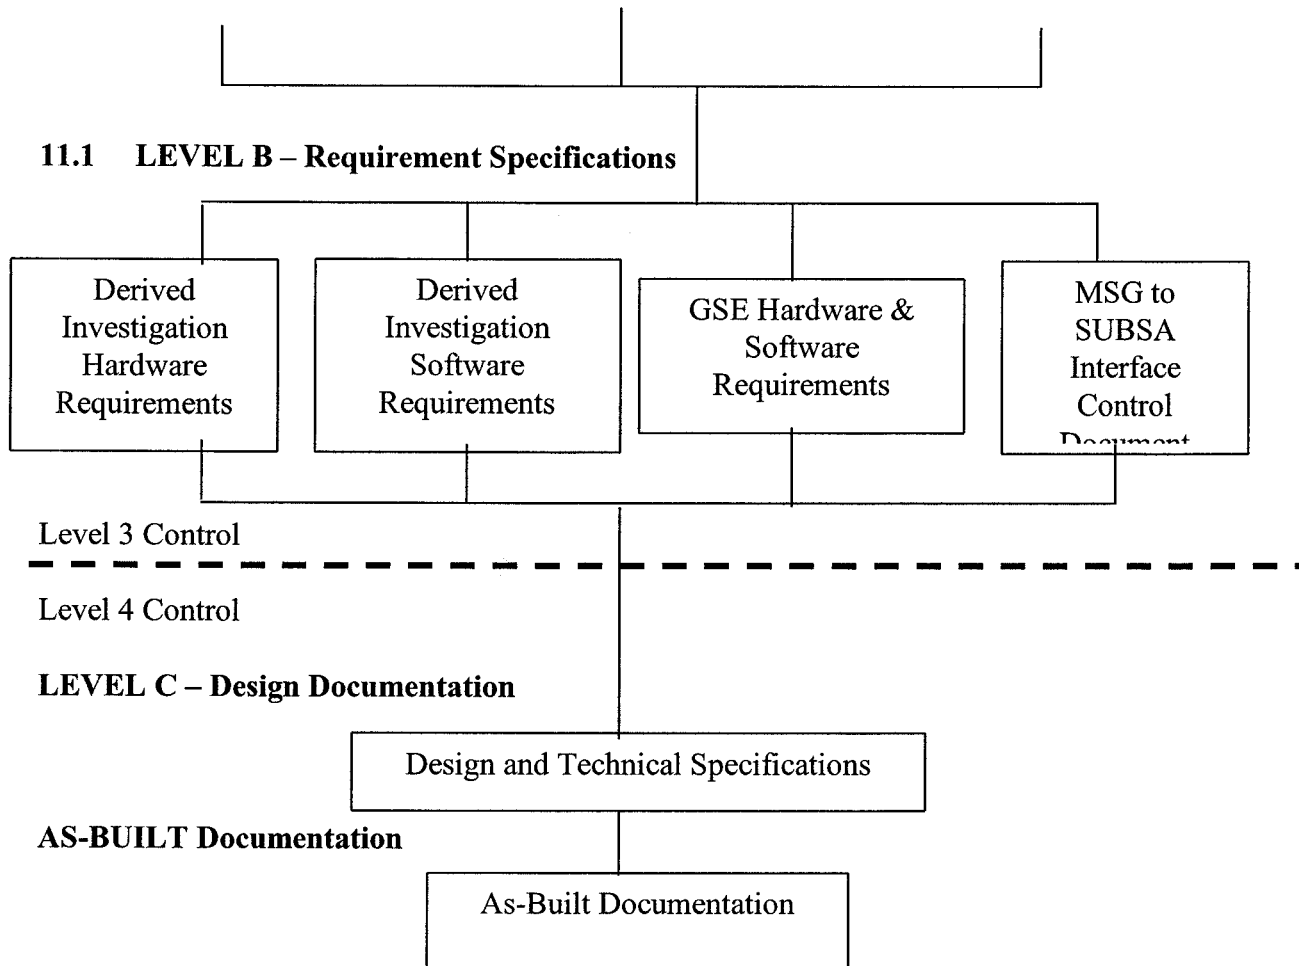 11.1 LEVEL B – Requirement Specifications
Derived
Investigation
Hardware
Requirements
Derived
Investigation
Software
Requirements
GSE Hardware &
Software
Requirements
MSG to
SUBSA
Interface
Control
Document
Level 3 Control
Level 4 Control
LEVEL C – Design Documentation
Design and Technical Specifications
AS-BUILT Documentation
As-Built Documentation